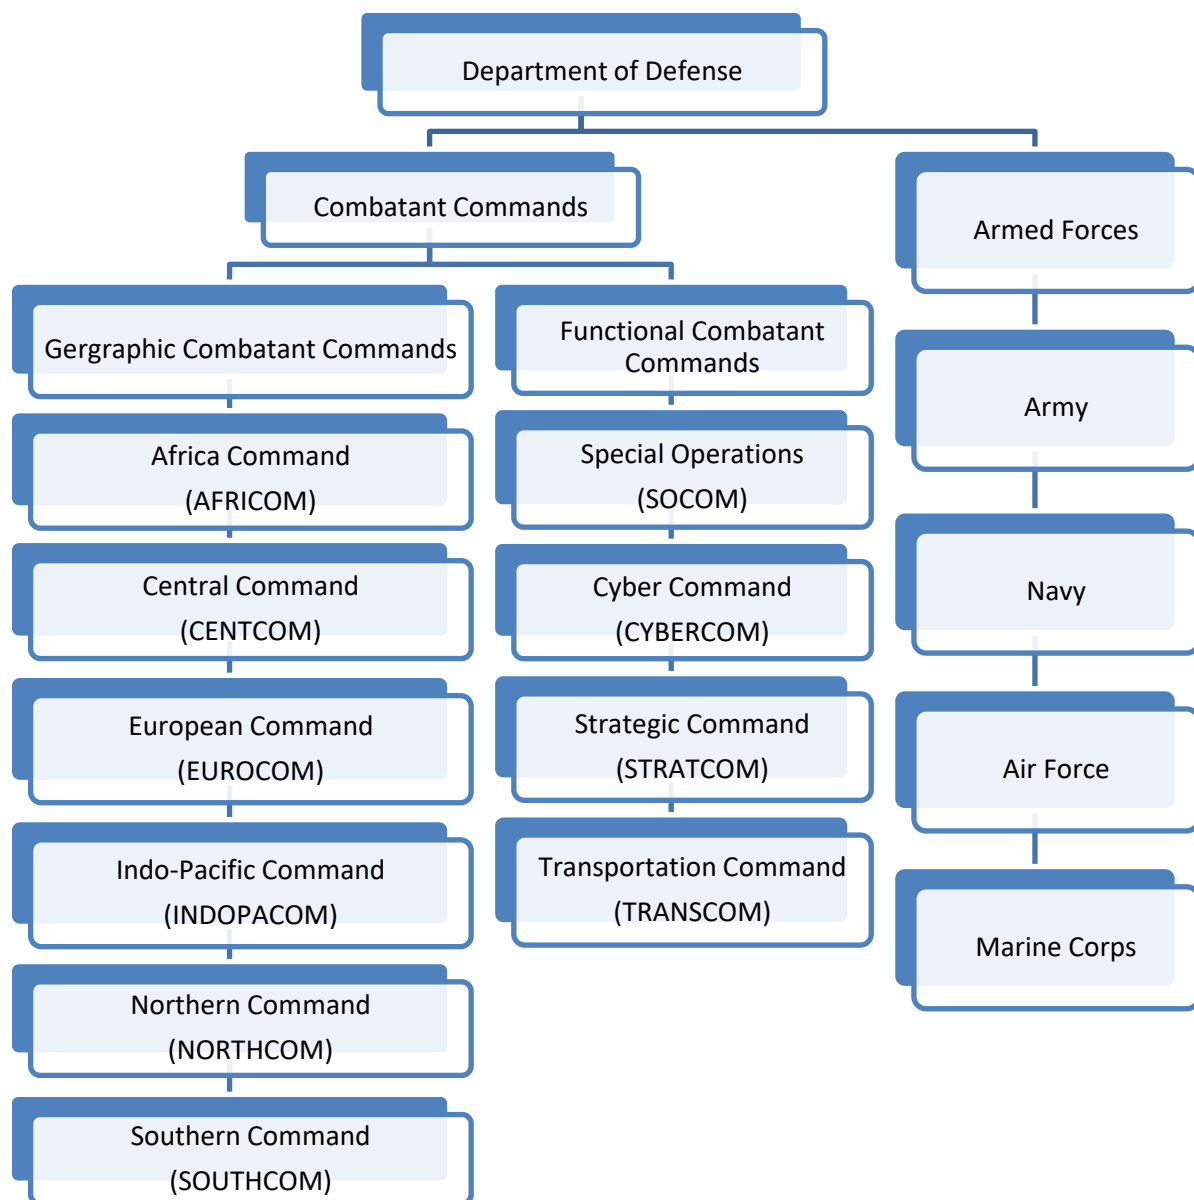 Department of Defense
Combatant Commands
Armed Forces
Gergraphic Combatant Commands
Functional Combatant
Commands
Africa Command
(AFRICOM)
Special Operations
(SOCOM)
Army
Central Command
(CENTCOM)
Cyber Command
(CYBERCOM)
Navy
European Command
(EUROCOM)
Strategic Command
(STRATCOM)
Air Force
Indo-Pacific Command
(INDOPACOM)
Transportation Command
(TRANSCOM)
Marine Corps
Northern Command
(NORTHCOM)
Southern Command
(SOUTHCOM)